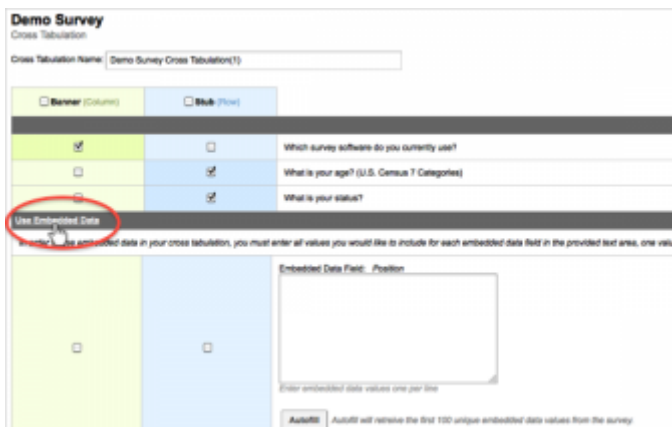 Demo Survey
Cross Tabulation
Cross Tabulation Name: Demo Survey Cross Tabulation(1)
Banner (Column) Stub (Row)
Which survey software do you currently use?
What is your age? (U.S. Census 7 Categories)
What is your status?
Use Embedded Data
embedded data in your cross tabulation, you must enter all values you would like to include for each embedded data field in the provided text area, one
Embedded Data Field: Position
Enter embedded data values one per line
Autofill Autofill will retrieve the first 100 unique embedded data values from the survey.